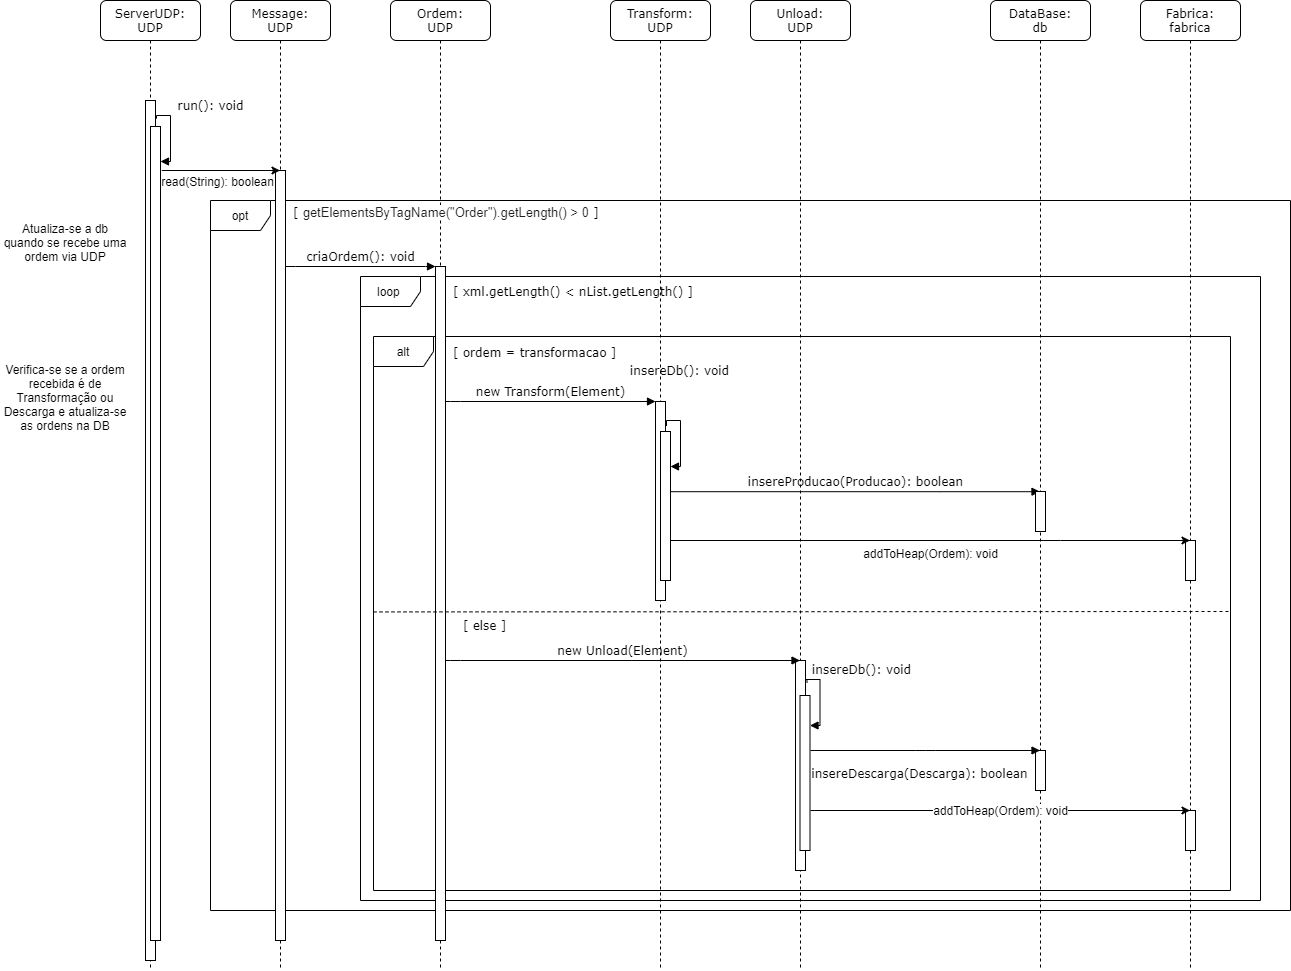 ServerUDP:
UDP
Message:
UDP
Ordem:
UDP
Transform:
UDP
Unload:
UDP
DataBase:
db
Fabrica:
fabrica
run(): void
read(String): boolean
opt
[ getElementsByTagName("Order").getLength() > 0 ]
Atualiza-se a db
quando se recebe uma
ordem via UDP
criaOrdem(): void
loop
[ xml.getLength() < nList.getLength() ]
alt
[ ordem = transformacao ]
Verifica-se se a ordem
recebida é de
Transformação ou
Descarga e atualiza-se
as ordens na DB
insereDb(): void
new Transform(Element)
insereProducao(Producao): boolean
addToHeap(Ordem): void
[ else ]
new Unload(Element)
insereDb(): void
insereDescarga(Descarga): boolean
addToHeap(Ordem): void